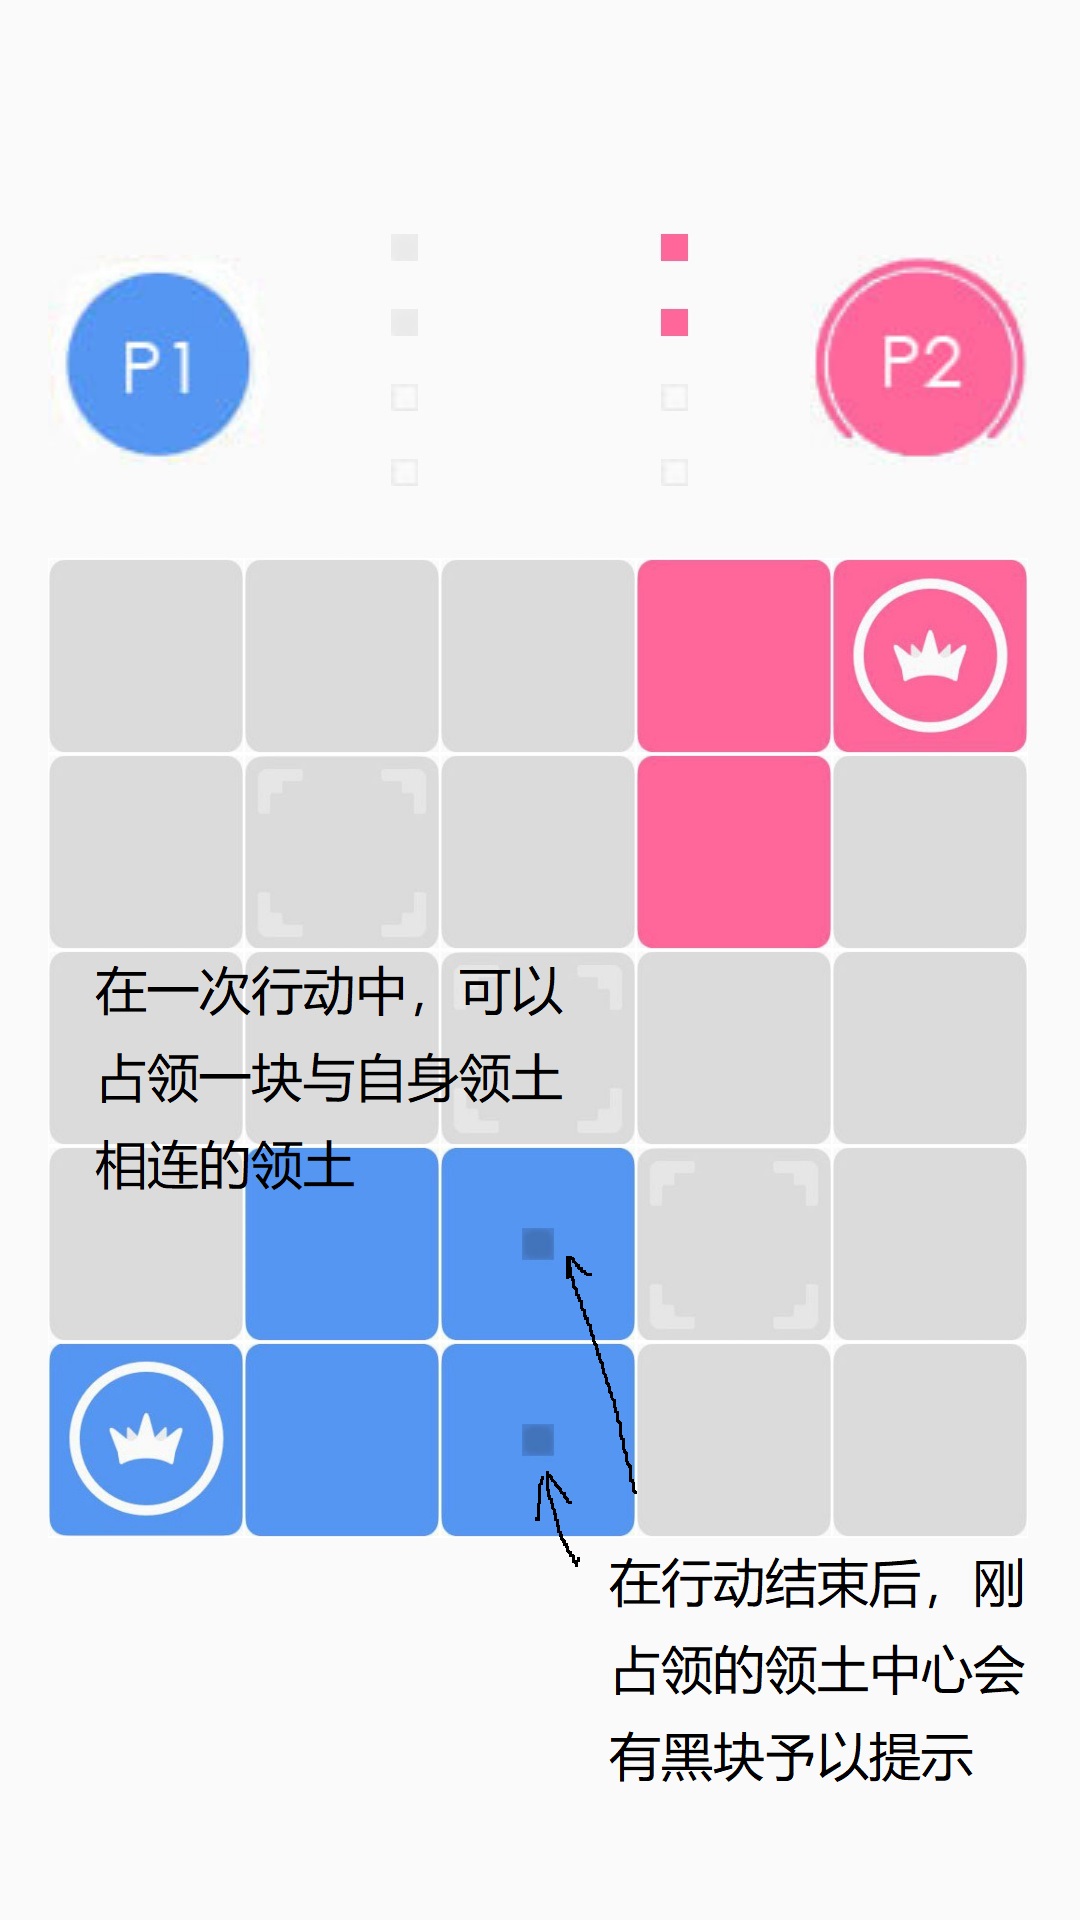 P1
P2
在一次行动中，可以
占领一块与自身领土
相连的领土
在行动结束后，刚
占领的领土中心会
有黑块予以提示